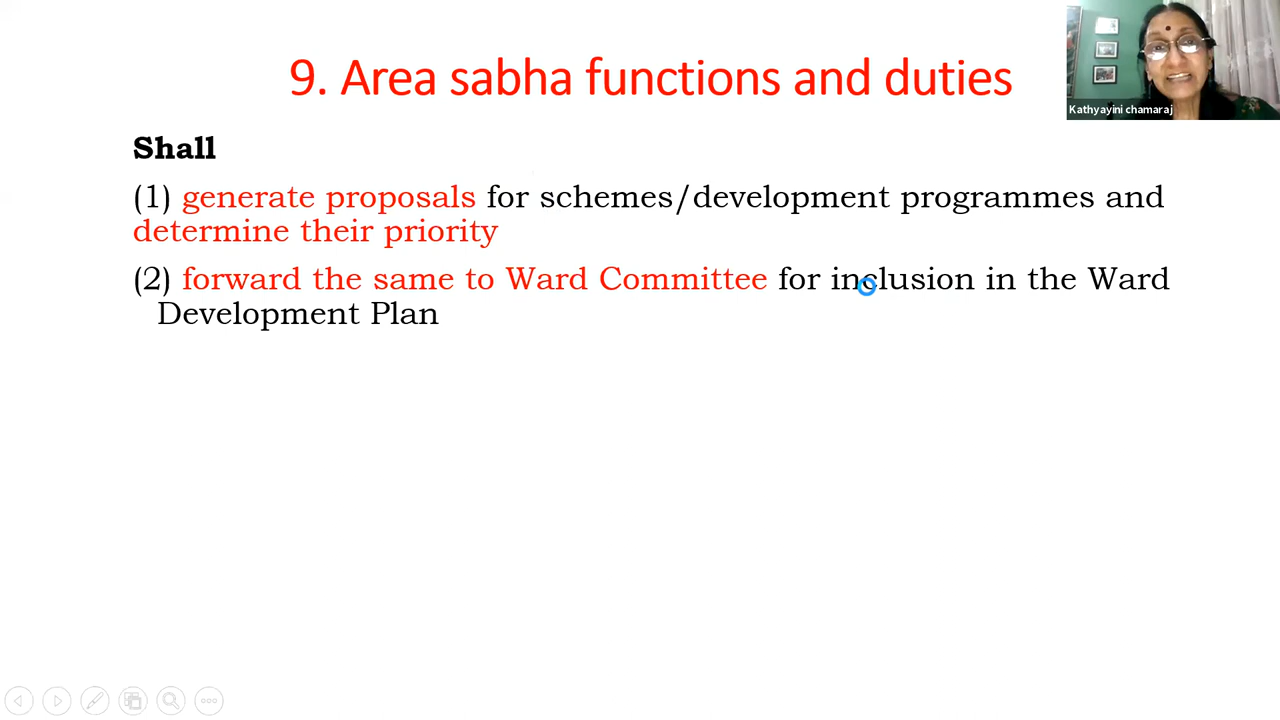 9. Area sabha functions and duties
Kathyayini chamaraj
Shall
(1) generate proposals for schemes/development programmes and
determine their priority
(2) forward the same to Ward Committee for inclusion in the Ward
Development Plan